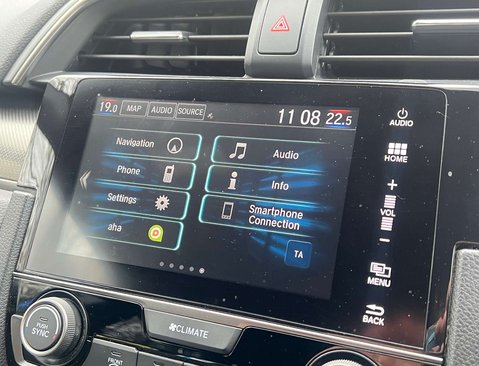 19.0 MAP AUDIO SOURCE 11 08 22.5
Navigation
Phone
Settings
aha
Audio
Info
Smartphone
Connection
TA
AUDIO
HOME
+
VOL
−
MENU
BACK
PUSH
SYNC
CLIMATE
FRONT